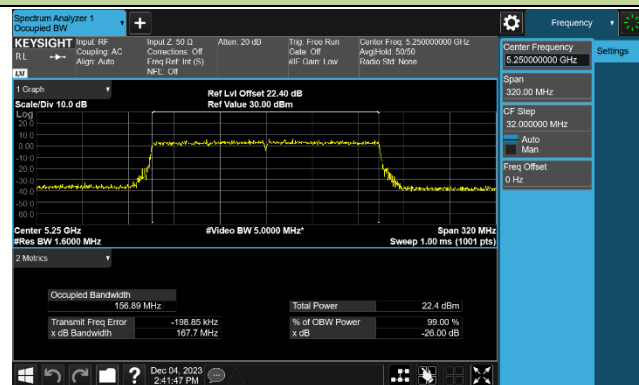 Spectrum Analyzer 1
Occupied BW
Frequency
KEYSIGHT
RL
Input: RF
Coupling: AC
Align: Auto
Input Z: 50 Ω
Corrections: Off
Freq Ref: Int (S)
NFE: Off
Atten: 20 dB
Trig: Free Run
Gate: Off
#IF Gain: Low
Center Freq: 5.250000000 GHz
Avg|Hold: 50/50
Radio Std: None
LXI
Center Frequency
5.250000000 GHz
Settings
Span
320.00 MHz
CF Step
32.000000 MHz
Auto
Man
Freq Offset
0 Hz
1 Graph
Scale/Div 10.0 dB
Ref Lvl Offset 22.40 dB
Ref Value 30.00 dBm
Log
20.0
10.0
0.00
-10.0
-20.0
-30.0
-40.0
-50.0
-60.0
Center 5.25 GHz
#Res BW 1.6000 MHz
#Video BW 5.0000 MHz*
Span 320 MHz
Sweep 1.00 ms (1001 pts)
2 Metrics
Occupied Bandwidth
156.89 MHz
Total Power 22.4 dBm
Transmit Freq Error -198.85 kHz
% of OBW Power 99.00 %
x dB Bandwidth 167.7 MHz
x dB -26.00 dB
?
Dec 04, 2023
2:41:47 PM